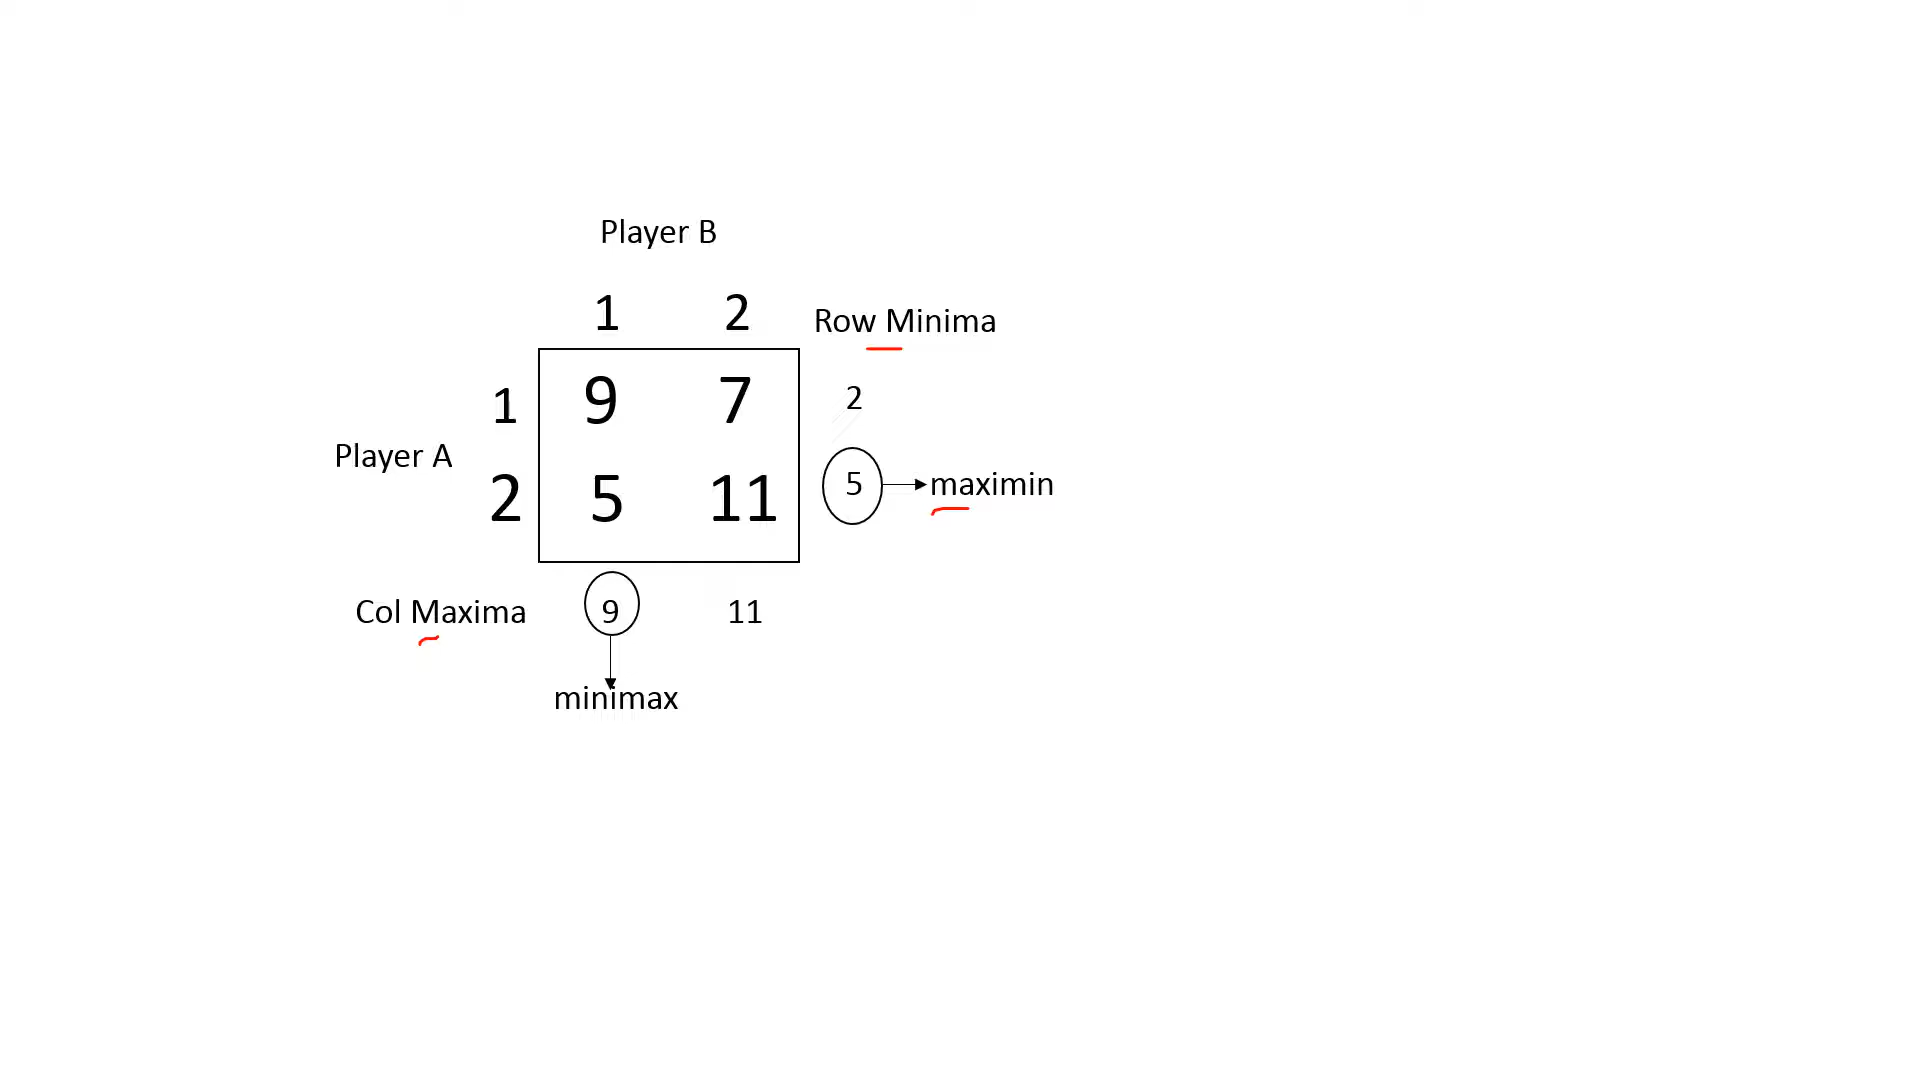 Player B
1 2 Row Minima
1 9 7 2
Player A
2 5 11 5 maximin
Col Maxima 9 11
minimax